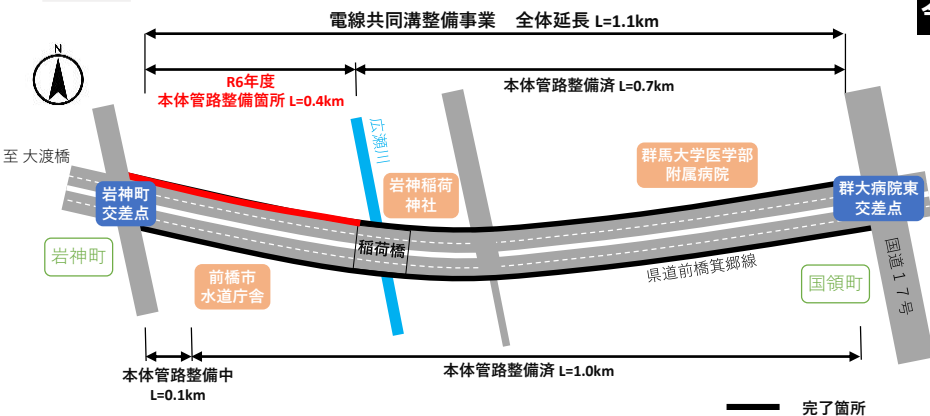 電線共同溝整備事業　全体延長 L=1.1km
N
R6年度
本体管路整備箇所 L=0.4km
本体管路整備済 L=0.7km
至 大渡橋
広瀬川
岩神稲荷
神社
群馬大学医学部
附属病院
岩神町
交差点
群大病院東
交差点
稲荷橋
岩神町
前橋市
水道庁舎
県道前橋箕郷線
国領町
国道１７号
本体管路整備中
L=0.1km
本体管路整備済 L=1.0km
完了箇所